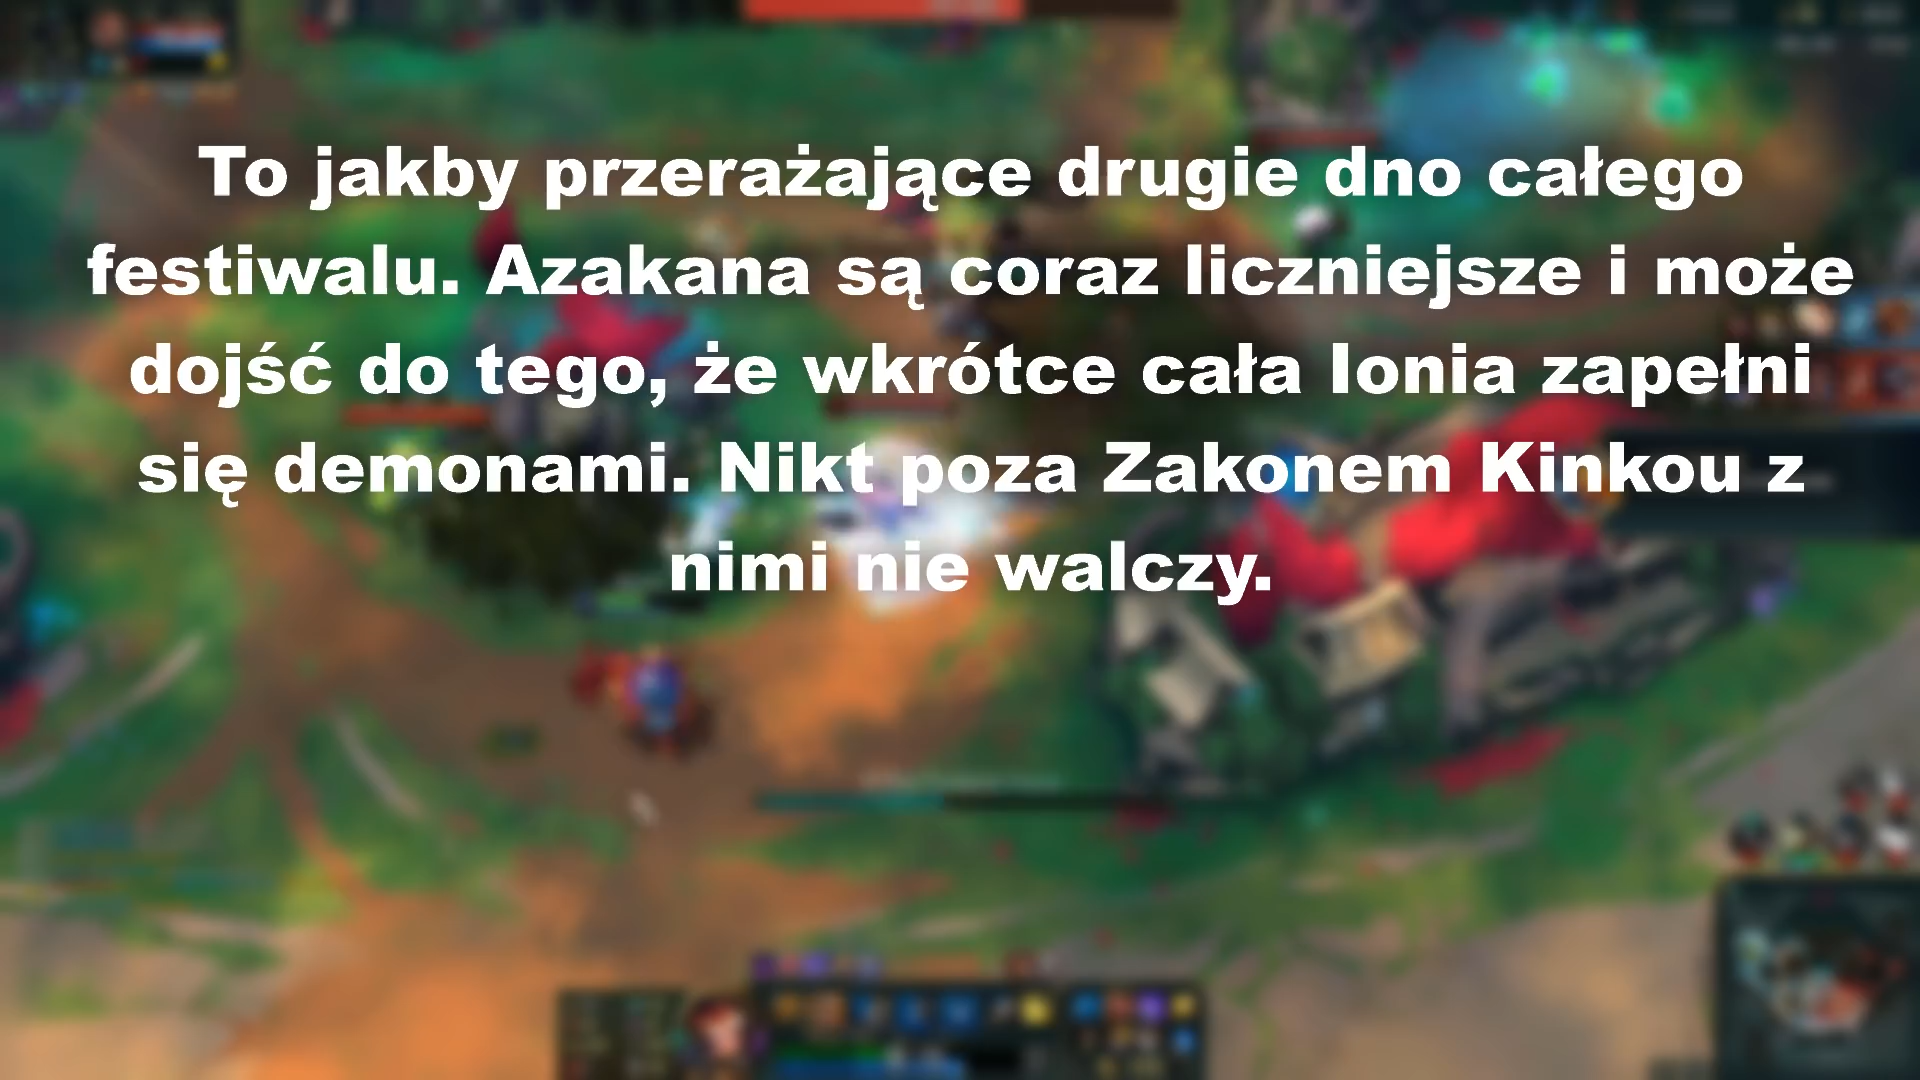 To jakby przerażające drugie dno całego
festiwalu. Azakana są coraz liczniejsze i może
dojść do tego, że wkrótce cała Ionia zapełni
się demonami. Nikt poza Zakonem Kinkou z
nimi nie walczy.